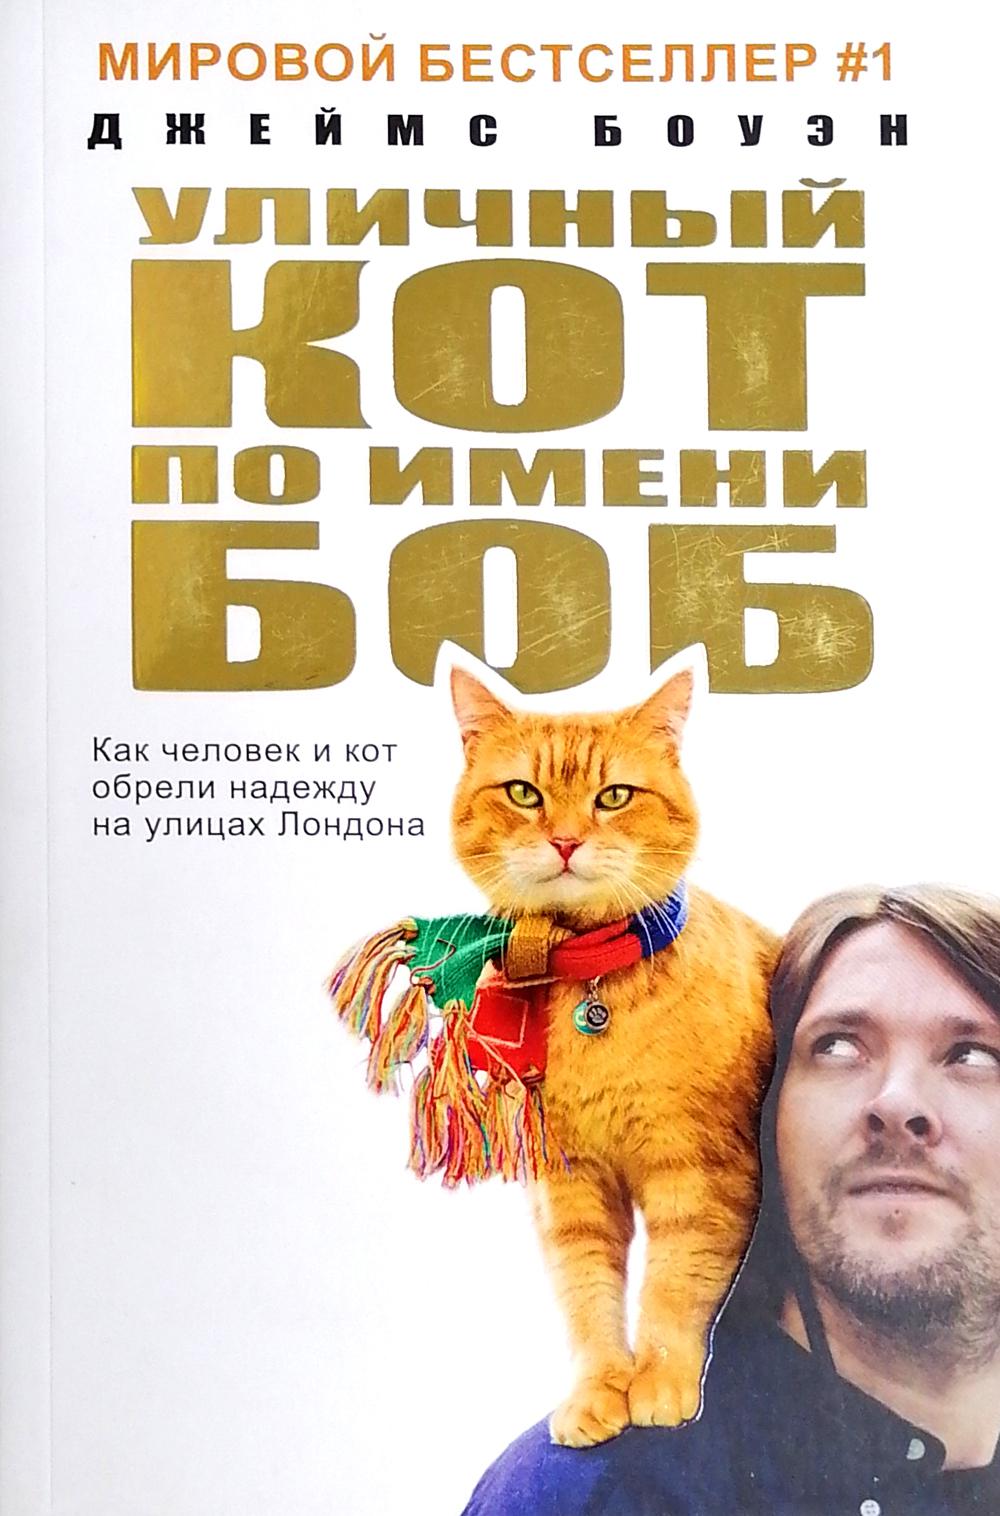 МИРОВОЙ БЕСТСЕЛЛЕР #1
ДЖЕЙМС БОУЭН
УЛИЧНЫЙ
КОТ
ПО ИМЕНИ
БОБ
Как человек и кот
обрели надежду
на улицах Лондона